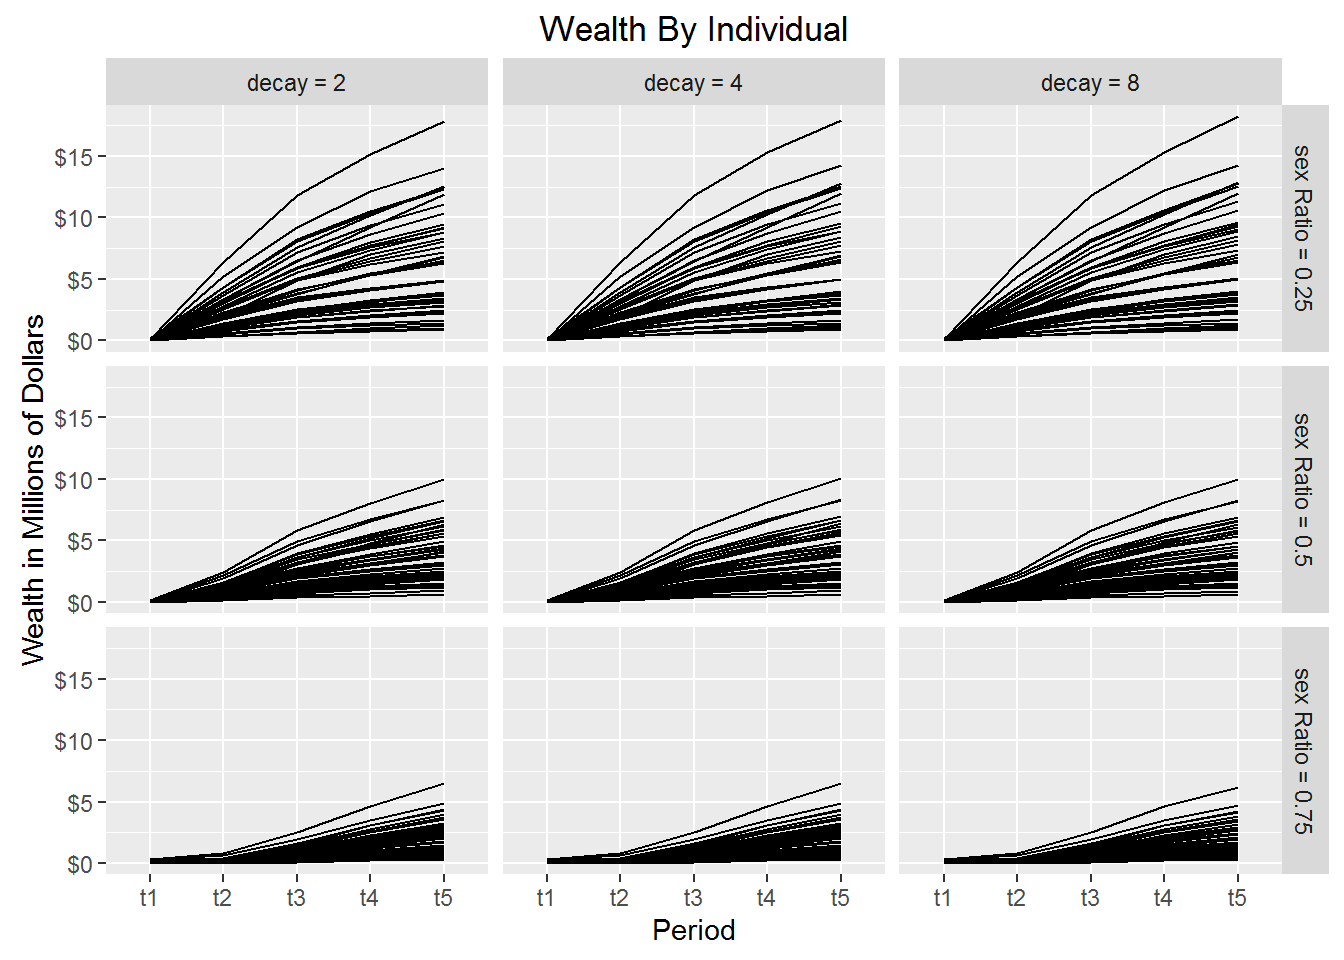 Wealth By Individual
decay = 2
decay = 4
decay = 8
$15
$10
$5
$0
sex Ratio = 0.25
$15
$10
$5
$0
sex Ratio = 0.5
$15
$10
$5
$0
sex Ratio = 0.75
Wealth in Millions of Dollars
t1 t2 t3 t4 t5
t1 t2 t3 t4 t5
t1 t2 t3 t4 t5
Period